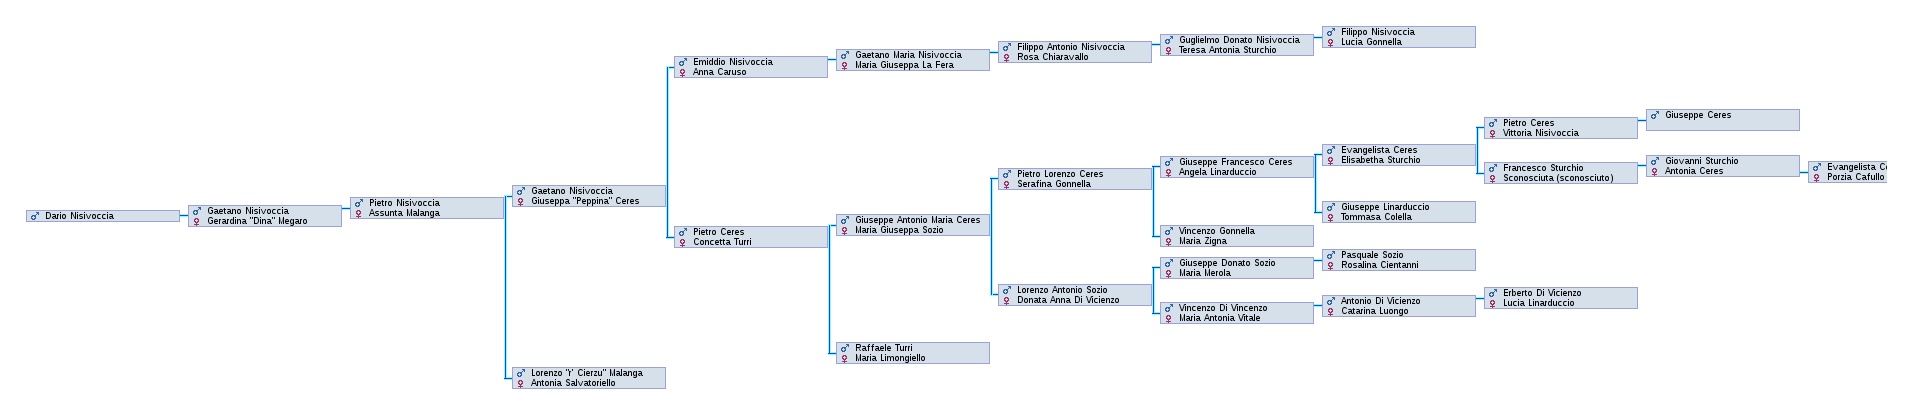 Dario Nisivoccia
Gaetano Nisivoccia
Gerardina "Dina" Megaro
Pietro Nisivoccia
Assunta Malanga
Gaetano Nisivoccia
Giuseppa "Peppina" Ceres
Lorenzo "r' Cierzu" Malanga
Antonia Salvatoriello
Emiddio Nisivoccia
Anna Caruso
Pietro Ceres
Concetta Turri
Gaetano Maria Nisivoccia
Maria Giuseppa La Fera
Giuseppe Antonio Maria Ceres
Maria Giuseppa Sozio
Raffaele Turri
Maria Limongiello
Filippo Antonio Nisivoccia
Rosa Chiaravallo
Pietro Lorenzo Ceres
Serafina Gonnella
Lorenzo Antonio Sozio
Donata Anna Di Vicienzo
Guglielmo Donato Nisivoccia
Teresa Antonia Sturchio
Giuseppe Francesco Ceres
Angela Linarduccio
Vincenzo Gonnella
Maria Zigna
Giuseppe Donato Sozio
Maria Merola
Vincenzo Di Vincenzo
Maria Antonia Vitale
Filippo Nisivoccia
Lucia Gonnella
Evangelista Ceres
Elisabetha Sturchio
Giuseppe Linarduccio
Tommasa Colella
Pasquale Sozio
Rosalina Cientanni
Antonio Di Vicienzo
Catarina Luongo
Pietro Ceres
Vittoria Nisivoccia
Francesco Sturchio
Sconosciuta (sconosciuto)
Erberto Di Vicienzo
Lucia Linarduccio
Giuseppe Ceres
Giovanni Sturchio
Antonia Ceres
Evangelista
Porzia Cafullo